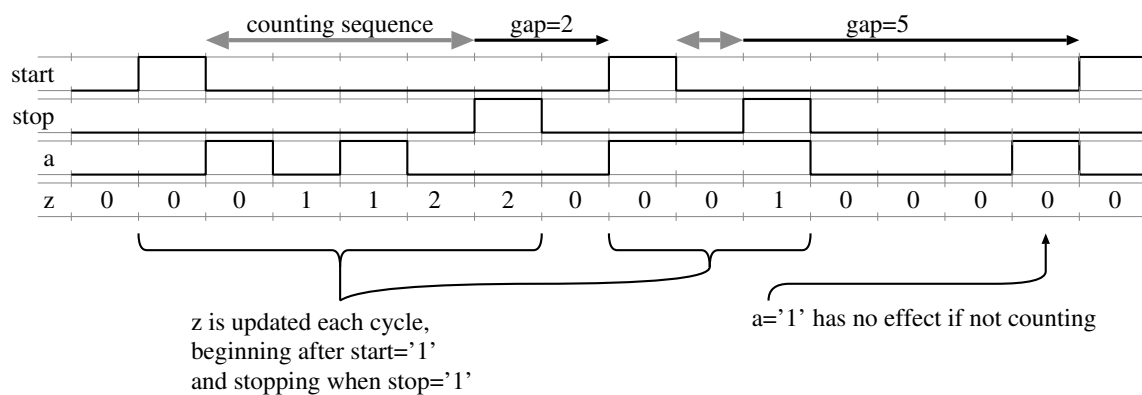 counting sequence gap=2 gap=5
start
stop
a
z 0 0 0 1 1 2 2 0 0 0 1 0 0 0 0 0
z is updated each cycle,
beginning after start=’1’
and stopping when stop=’1’
a=’1’ has no effect if not counting